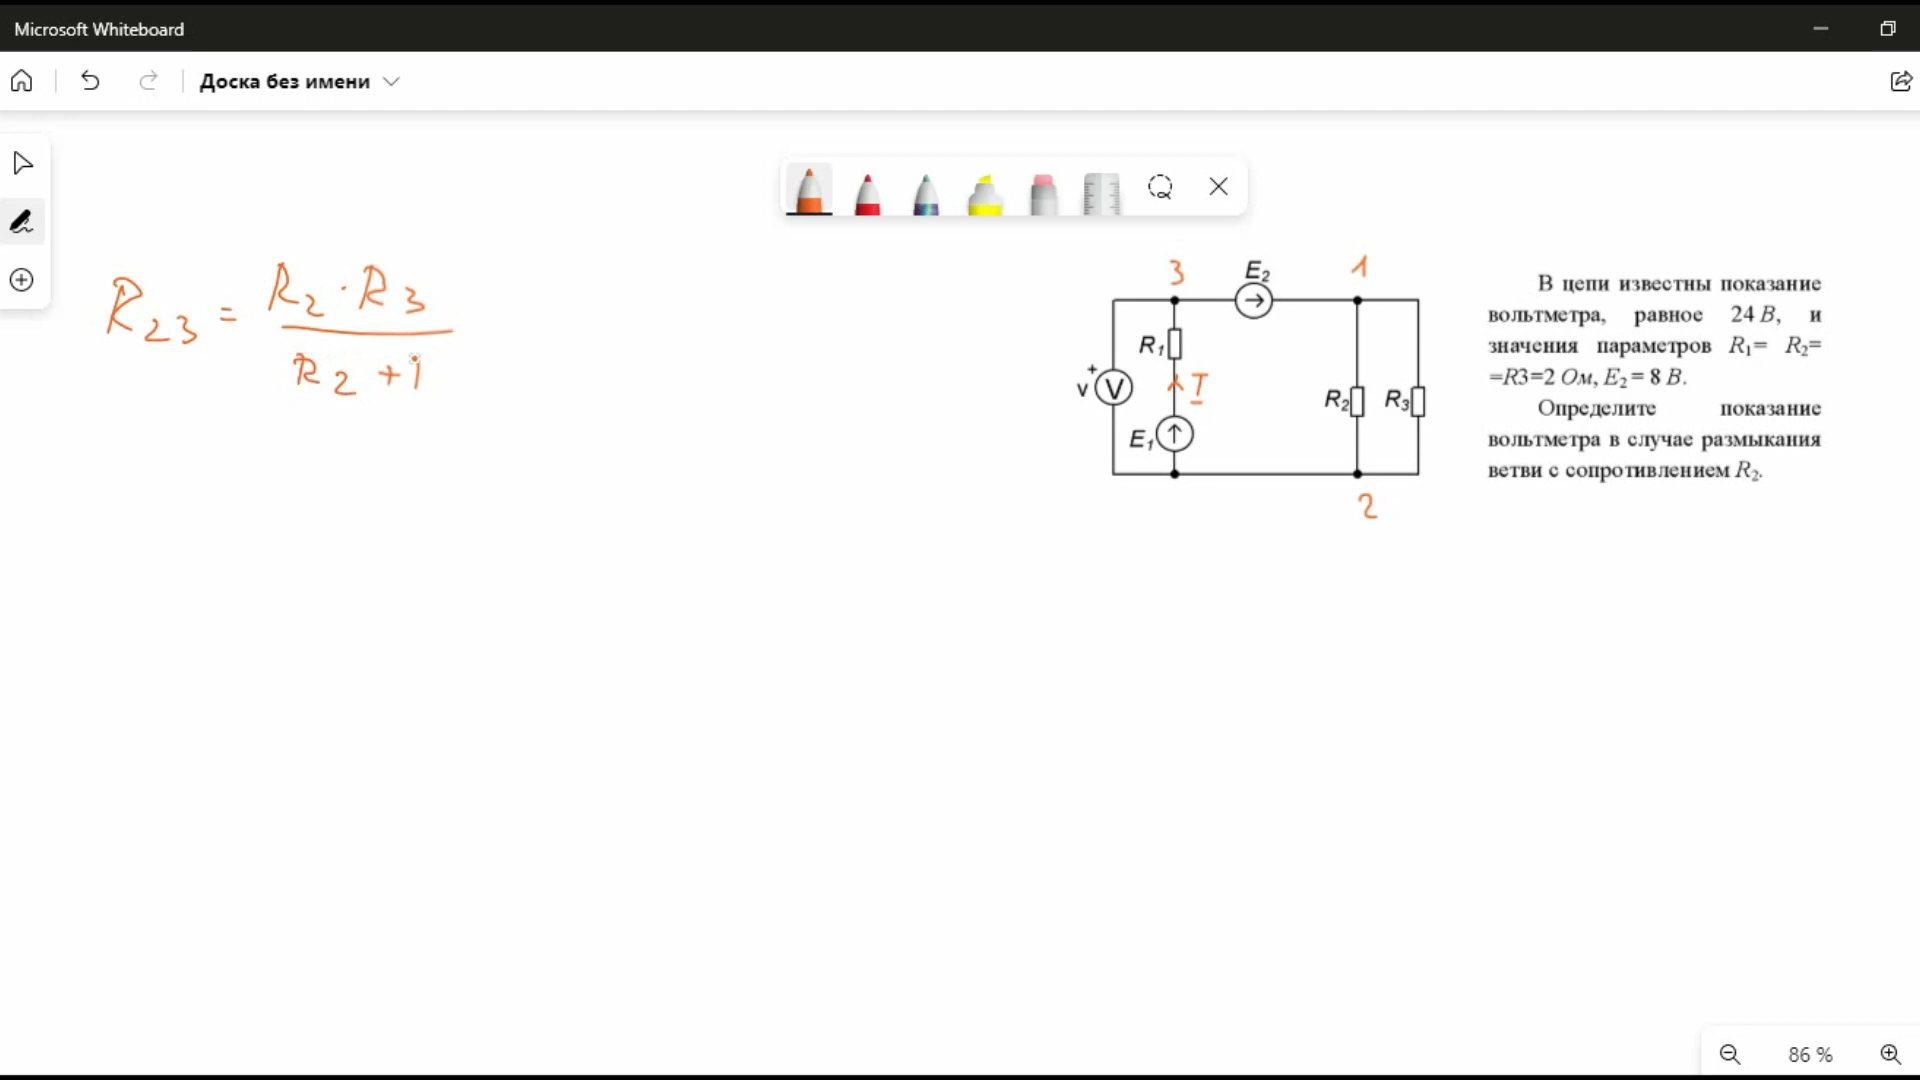 Microsoft Whiteboard
Доска без имени
R₂₃ = R₂ · R₃
R₂ +
3
E₂
1
R₁
+
v
V
I
E₁
R₂
R₃
2
В цепи известны показание
вольтметра, равное 24 В, и
значения параметров R₁= R₂=
=R3=2 Ом, E₂ = 8 В.
Определите показание
вольтметра в случае размыкания
ветви с сопротивлением R₂.
86 %